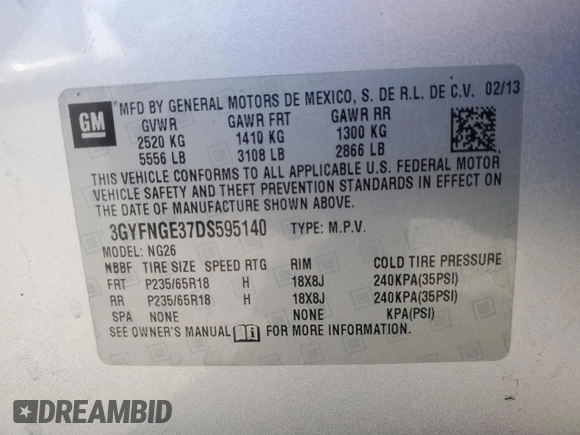 GM
MFD BY GENERAL MOTORS DE MEXICO, S. DE R.L. DE C.V. 02/13
GVWR GAWR FRT GAWR RR
2520 KG 1410 KG 1300 KG
5556 LB 3108 LB 2866 LB
THIS VEHICLE CONFORMS TO ALL APPLICABLE U.S. FEDERAL MOTOR
VEHICLE SAFETY AND THEFT PREVENTION STANDARDS IN EFFECT ON
THE DATE OF MANUFACTURE SHOWN ABOVE.
3GYFNGE37DS595140 TYPE: M.P.V.
MODEL: NG26
NBBF TIRE SIZE SPEED RTG RIM COLD TIRE PRESSURE
FRT P235/65R18 H 18X8J 240KPA(35PSI)
RR P235/65R18 H 18X8J 240KPA(35PSI)
SPA NONE NONE KPA(PSI)
SEE OWNER'S MANUAL FOR MORE INFORMATION.
DREAMBID